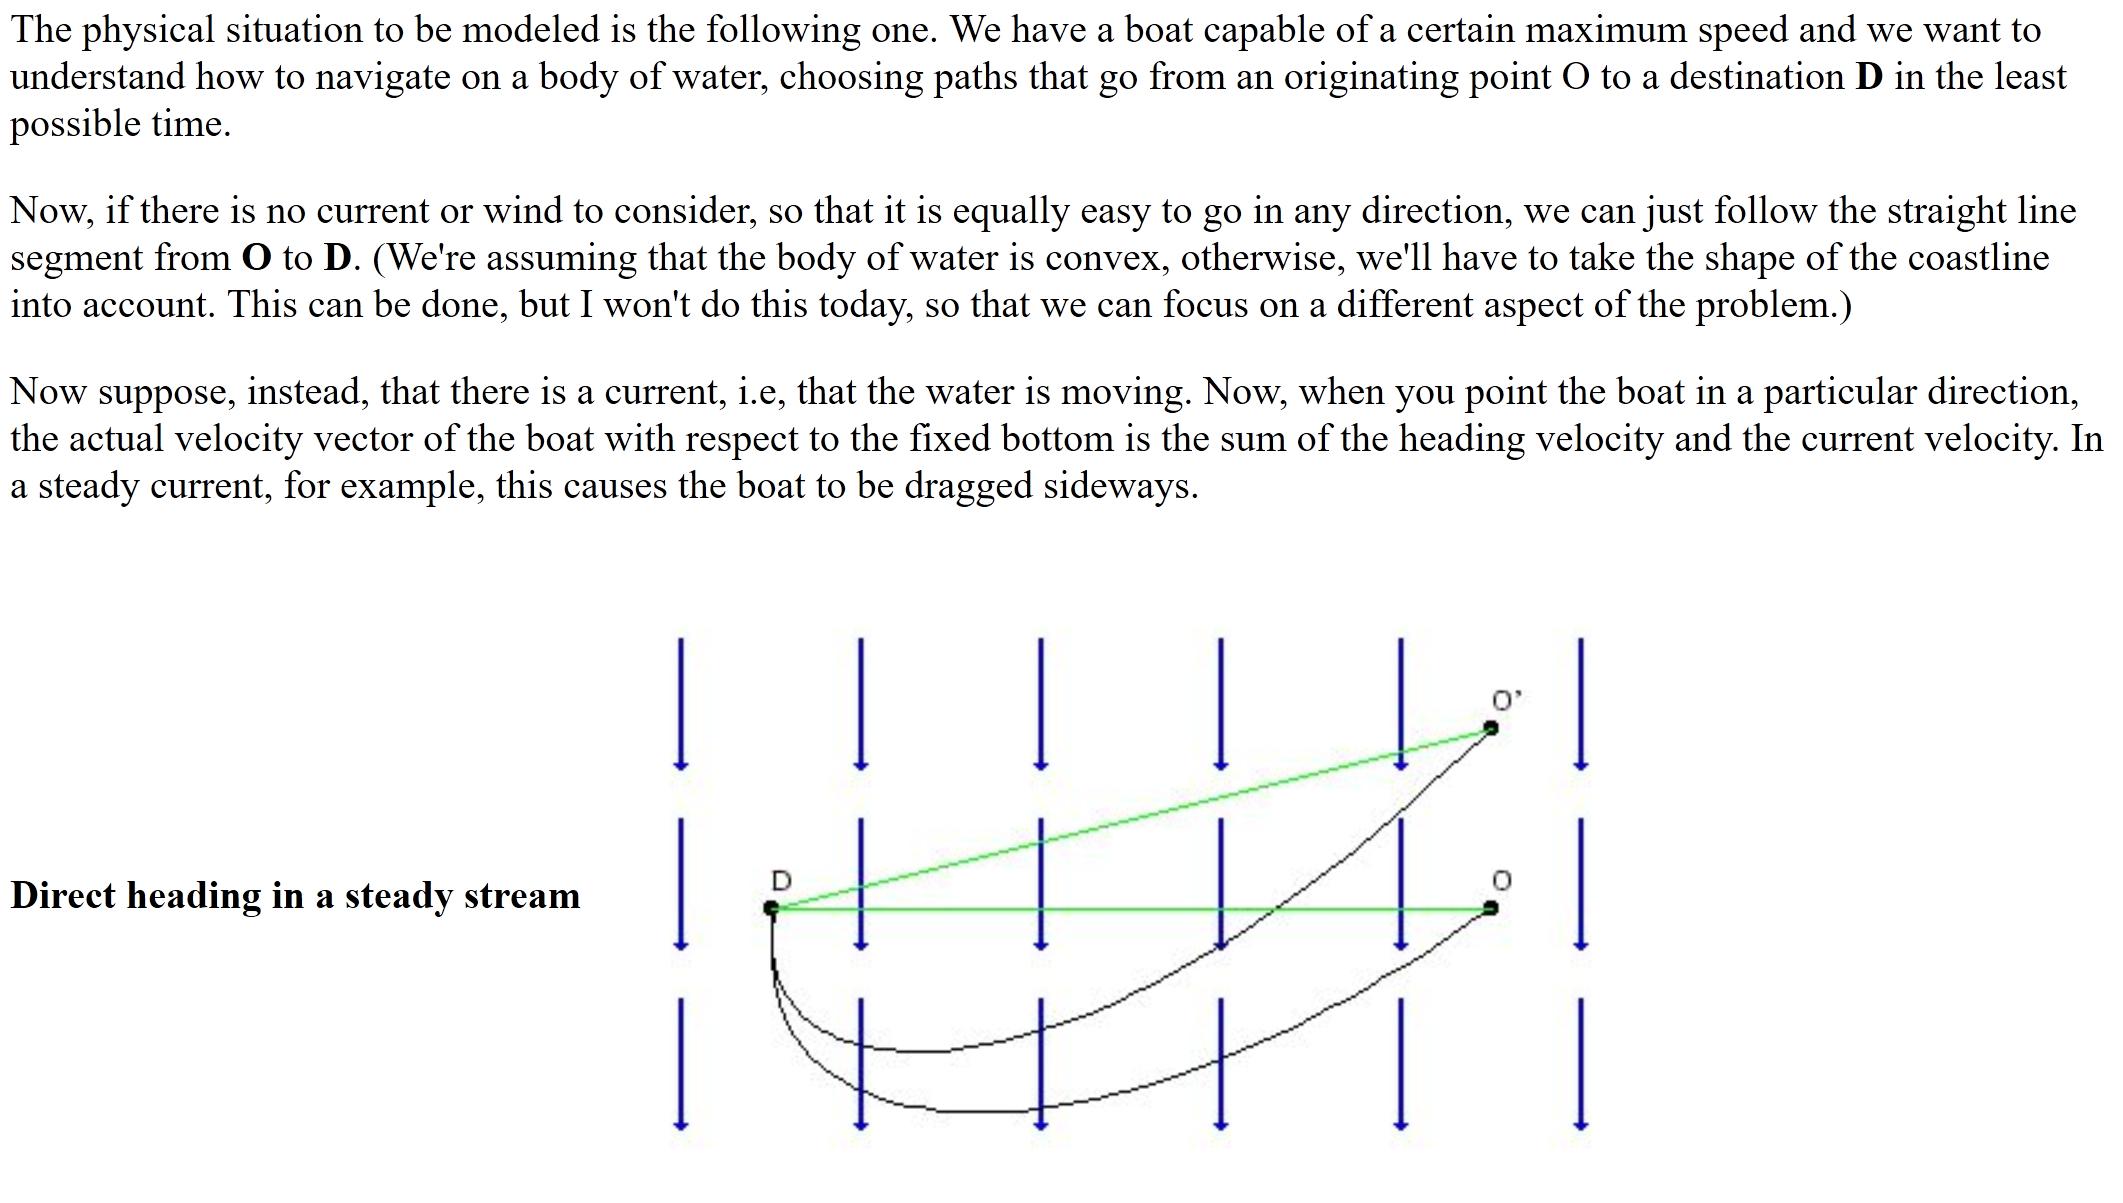 The physical situation to be modeled is the following one. We have a boat capable of a certain maximum speed and we want to
understand how to navigate on a body of water, choosing paths that go from an originating point O to a destination D in the least
possible time.
Now, if there is no current or wind to consider, so that it is equally easy to go in any direction, we can just follow the straight line
segment from O to D. (We're assuming that the body of water is convex, otherwise, we'll have to take the shape of the coastline
into account. This can be done, but I won't do this today, so that we can focus on a different aspect of the problem.)
Now suppose, instead, that there is a current, i.e, that the water is moving. Now, when you point the boat in a particular direction,
the actual velocity vector of the boat with respect to the fixed bottom is the sum of the heading velocity and the current velocity. In
a steady current, for example, this causes the boat to be dragged sideways.
O'
D
O
Direct heading in a steady stream